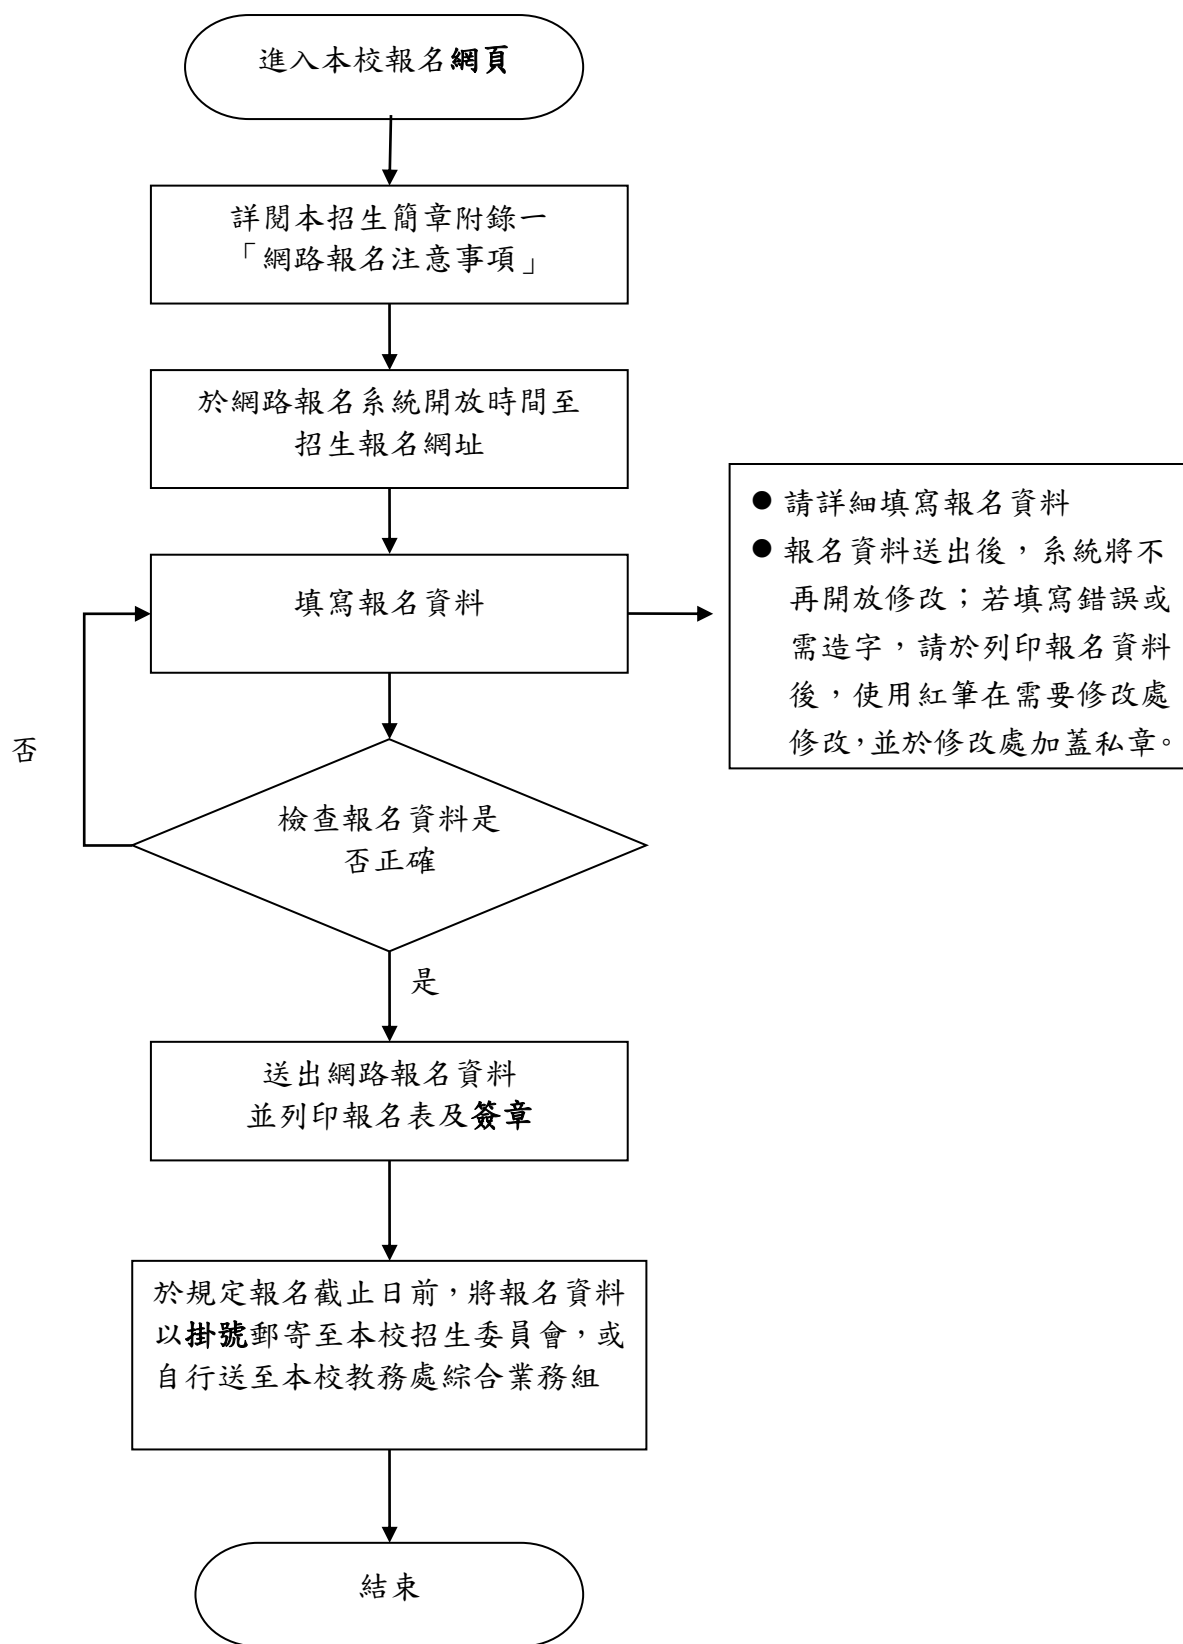 進入本校報名網頁
詳閱本招生簡章附錄一
「網路報名注意事項」
於網路報名系統開放時間至
招生報名網址
填寫報名資料
● 請詳細填寫報名資料
● 報名資料送出後，系統將不
再開放修改；若填寫錯誤或
需造字，請於列印報名資料
後，使用紅筆在需要修改處
修改，並於修改處加蓋私章。
否
檢查報名資料是
否正確
是
送出網路報名資料
並列印報名表及簽章
於規定報名截止日前，將報名資料
以掛號郵寄至本校招生委員會，或
自行送至本校教務處綜合業務組
結束